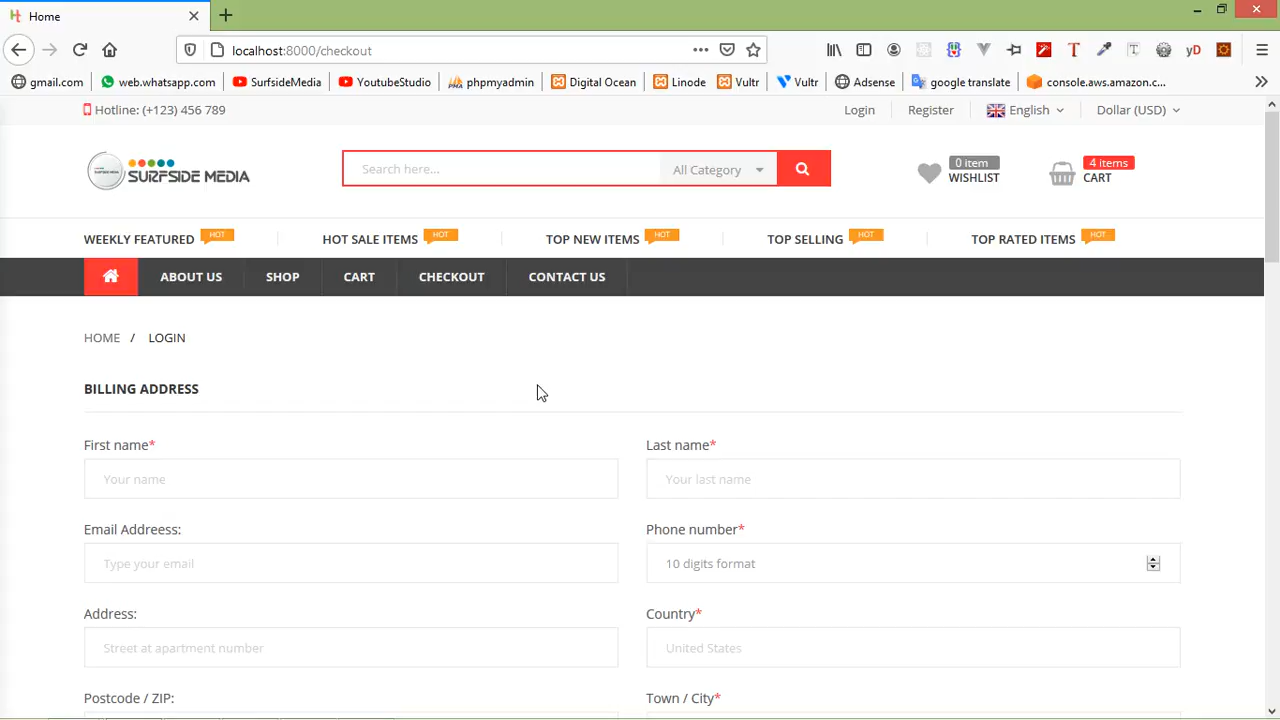 Home
localhost:8000/checkout
gmail.com web.whatsapp.com SurfsideMedia YoutubeStudio phpmyadmin Digital Ocean Linode Vultr Vultr Adsense google translate console.aws.amazon.c...
Hotline: (+123) 456 789 Login Register English Dollar (USD)
SURFSIDE MEDIA
Search here... All Category
0 item
WISHLIST
4 items
CART
WEEKLY FEATURED HOT HOT SALE ITEMS HOT TOP NEW ITEMS HOT TOP SELLING HOT TOP RATED ITEMS HOT
ABOUT US SHOP CART CHECKOUT CONTACT US
HOME / LOGIN
BILLING ADDRESS
First name* Last name*
Your name Your last name
Email Addreess: Phone number*
Type your email 10 digits format
Address: Country*
Street at apartment number United States
Postcode / ZIP: Town / City*